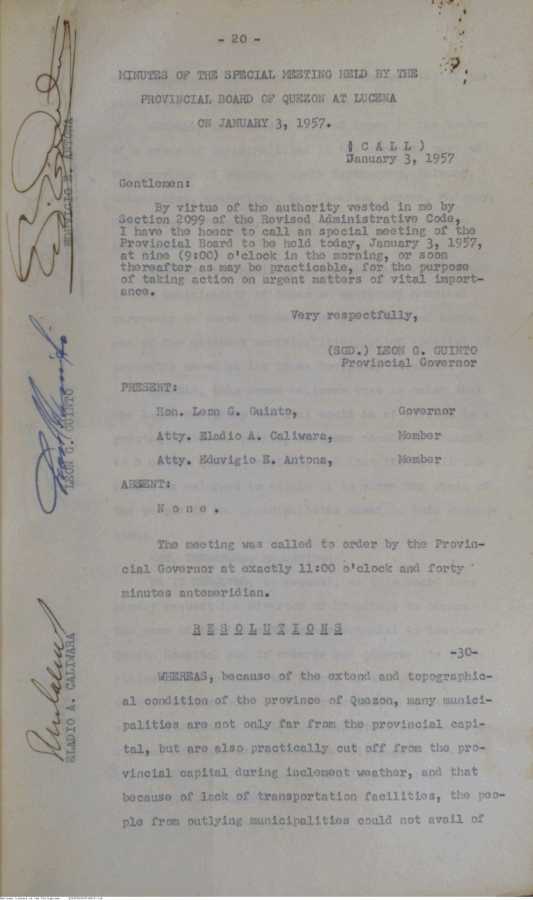 - 20 -
MINUTES OF THE SPECIAL MEETING HELD BY THE
PROVINCIAL BOARD OF QUEZON AT LUCENA
ON JANUARY 3, 1957.
( C A L L )
January 3, 1957
Gentlemen:
By virtue of the authority vested in me by
Section 2099 of the Revised Administrative Code,
I have the honor to call an special meeting of the
Provincial Board to be held today, January 3, 1957,
at nine (9:00) o'clock in the morning, or soon
thereafter as may be practicable, for the purpose
of taking action on urgent matters of vital import-
ance.
Very respectfully,
(SGD.) LEON G. GUINTO
Provincial Governor
PRESENT:
Hon. Leon G. Guinto, Governor
Atty. Eladio A. Caliwara, Member
Atty. Eduvigio E. Antona, Member
ABSENT:
N o n e .
The meeting was called to order by the Provin-
cial Governor at exactly 11:00 o'clock and forty
minutes antemeridian.
R E S O L U T I O N S
-30-
WHEREAS, because of the extend and topographic-
al condition of the province of Quezon, many munici-
palities are not only far from the provincial capi-
tal, but are also practically cut off from the pro-
vincial capital during inclement weather, and that
because of lack of transportation facilities, the peo-
ple from outlying municipalities could not avail of
EDUVIGIO E. ANTONA
LEON G. GUINTO
ELADIO A. CALIWARA